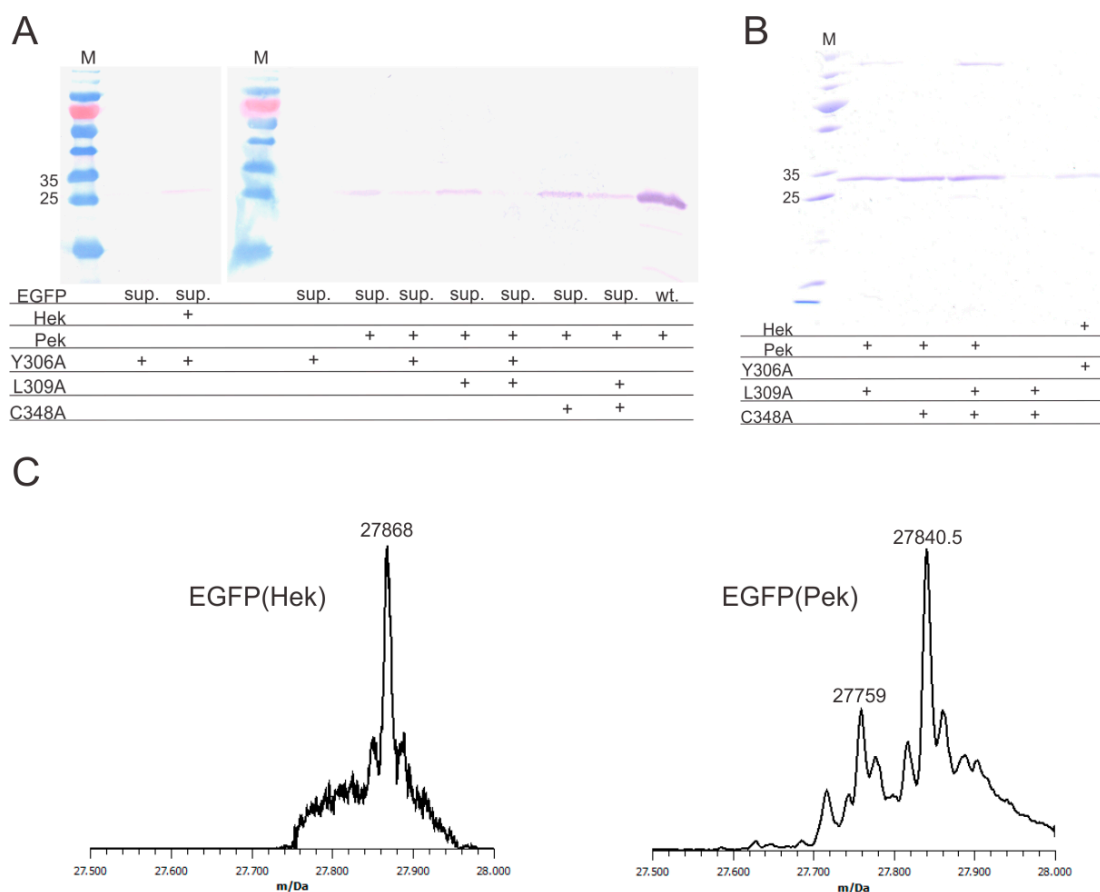 A
B
M
M
M
35
25
35
25
EGFP sup. sup. sup. sup. sup. sup. sup. sup. sup. wt.
Hek +
Pek + + + + + + +
Y306A + + + + +
L309A + + +
C348A + +
Hek +
Pek + + +
Y306A +
L309A + + +
C348A + + +
C
27868
EGFP(Hek)
27.500 27.600 27.700 27.800 27.900 28.000
m/Da
27840.5
EGFP(Pek)
27759
27.500 27.600 27.700 27.800 27.900 28.000
m/Da